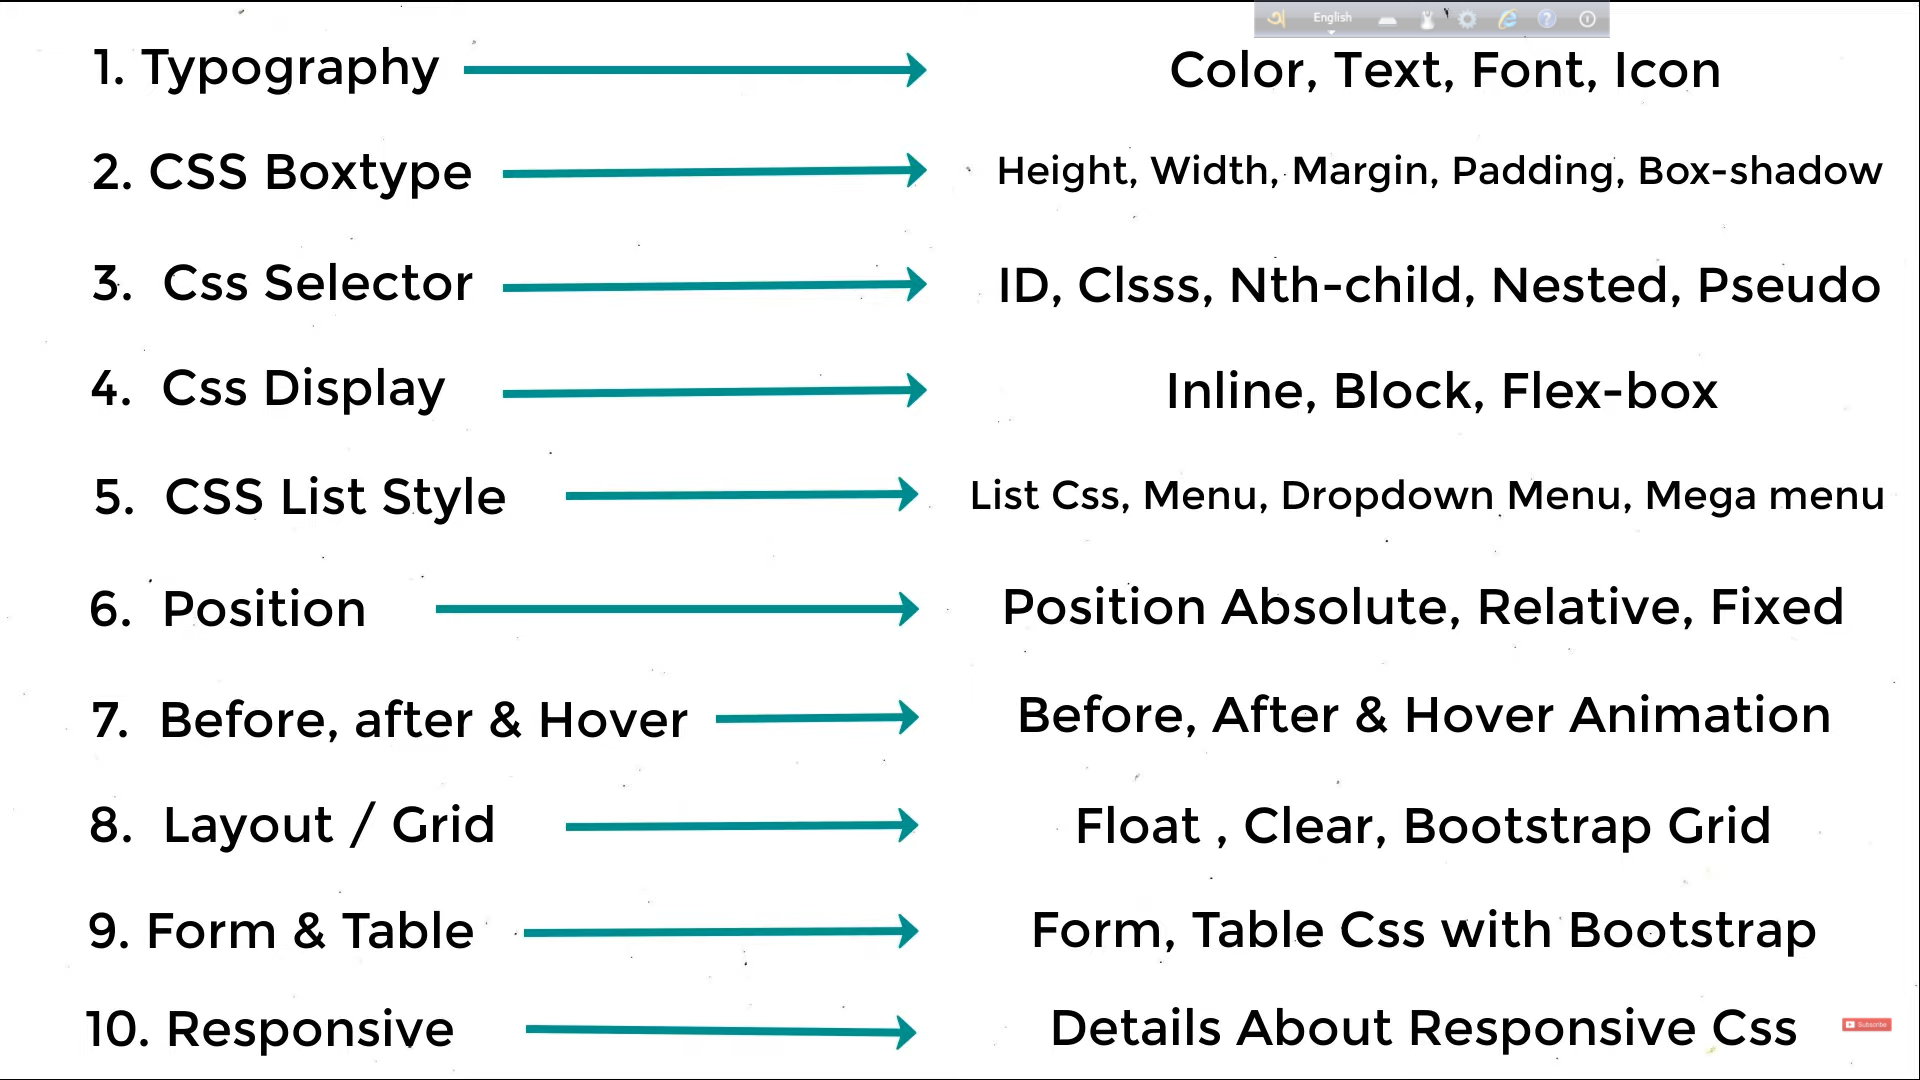 English
1. Typography Color, Text, Font, Icon
2. CSS Boxtype Height, Width, Margin, Padding, Box-shadow
3. Css Selector ID, Clsss, Nth-child, Nested, Pseudo
4. Css Display Inline, Block, Flex-box
5. CSS List Style List Css, Menu, Dropdown Menu, Mega menu
6. Position Position Absolute, Relative, Fixed
7. Before, after & Hover Before, After & Hover Animation
8. Layout / Grid Float , Clear, Bootstrap Grid
9. Form & Table Form, Table Css with Bootstrap
10. Responsive Details About Responsive Css
Subscribe